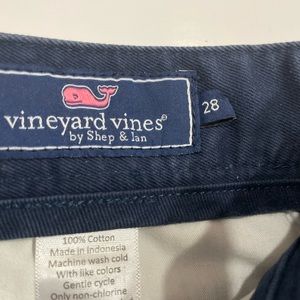 vineyard vines®
by Shep & Ian
28
100% Cotton
Made in Indonesia
Machine wash cold
With like colors
Gentle cycle
Only non-chlorine